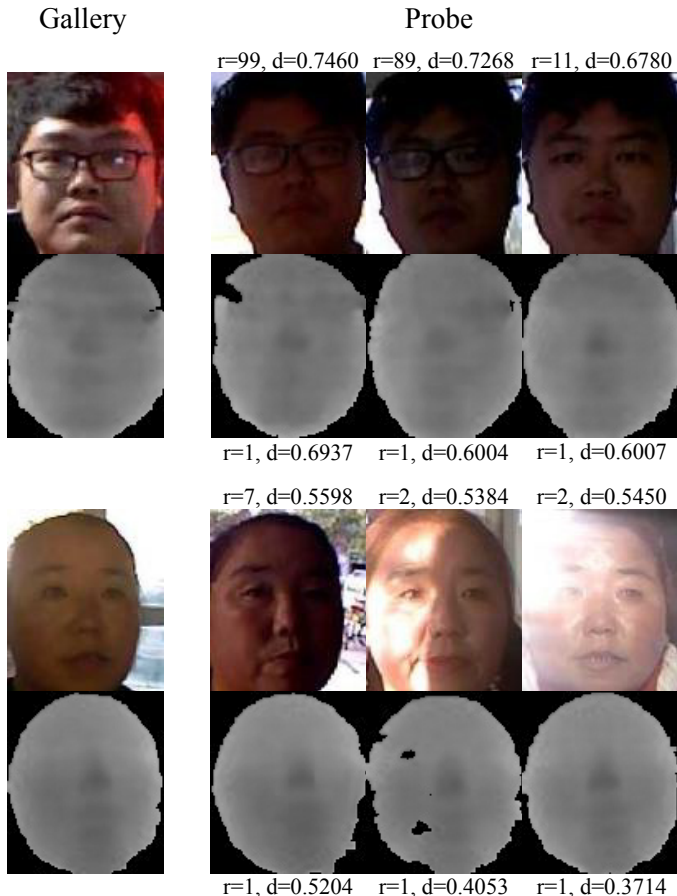 Gallery Probe
r=99, d=0.7460 r=89, d=0.7268 r=11, d=0.6780
r=1, d=0.6937 r=1, d=0.6004 r=1, d=0.6007
r=7, d=0.5598 r=2, d=0.5384 r=2, d=0.5450
r=1, d=0.5204 r=1, d=0.4053 r=1, d=0.3714